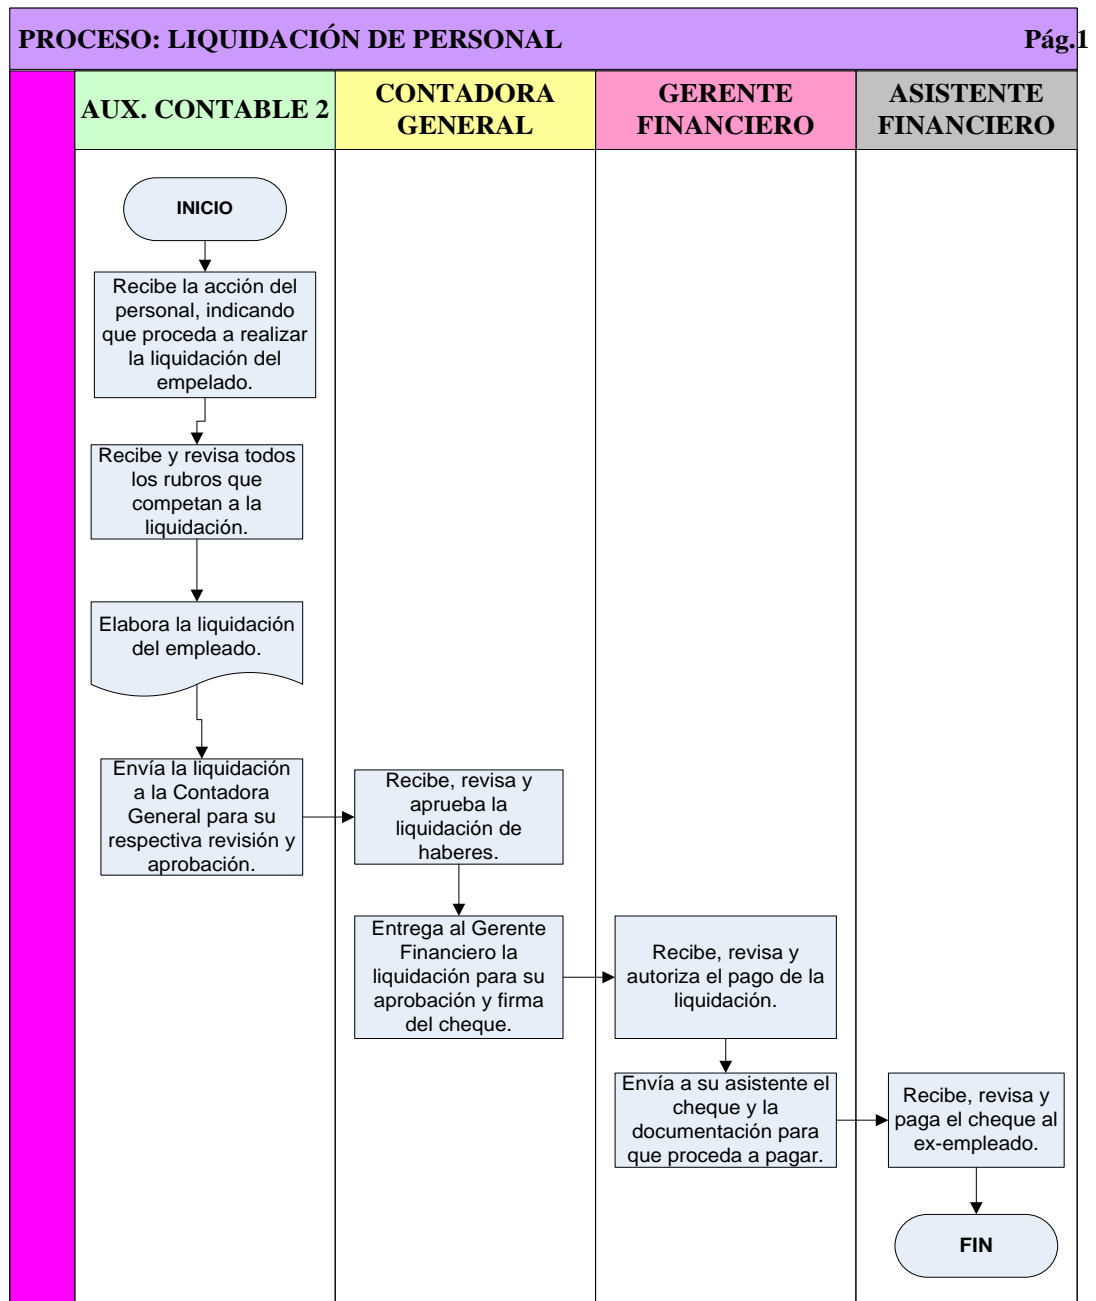 PROCESO: LIQUIDACIÓN DE PERSONAL Pág.1
AUX. CONTABLE 2
CONTADORA
GENERAL
GERENTE
FINANCIERO
ASISTENTE
FINANCIERO
INICIO
Recibe la acción del
personal, indicando
que proceda a realizar
la liquidación del
empelado.
Recibe y revisa todos
los rubros que
competan a la
liquidación.
Elabora la liquidación
del empleado.
Envía la liquidación
a la Contadora
General para su
respectiva revisión y
aprobación.
Recibe, revisa y
aprueba la
liquidación de
haberes.
Entrega al Gerente
Financiero la
liquidación para su
aprobación y firma
del cheque.
Recibe, revisa y
autoriza el pago de la
liquidación.
Envía a su asistente el
cheque y la
documentación para
que proceda a pagar.
Recibe, revisa y
paga el cheque al
ex-empleado.
FIN